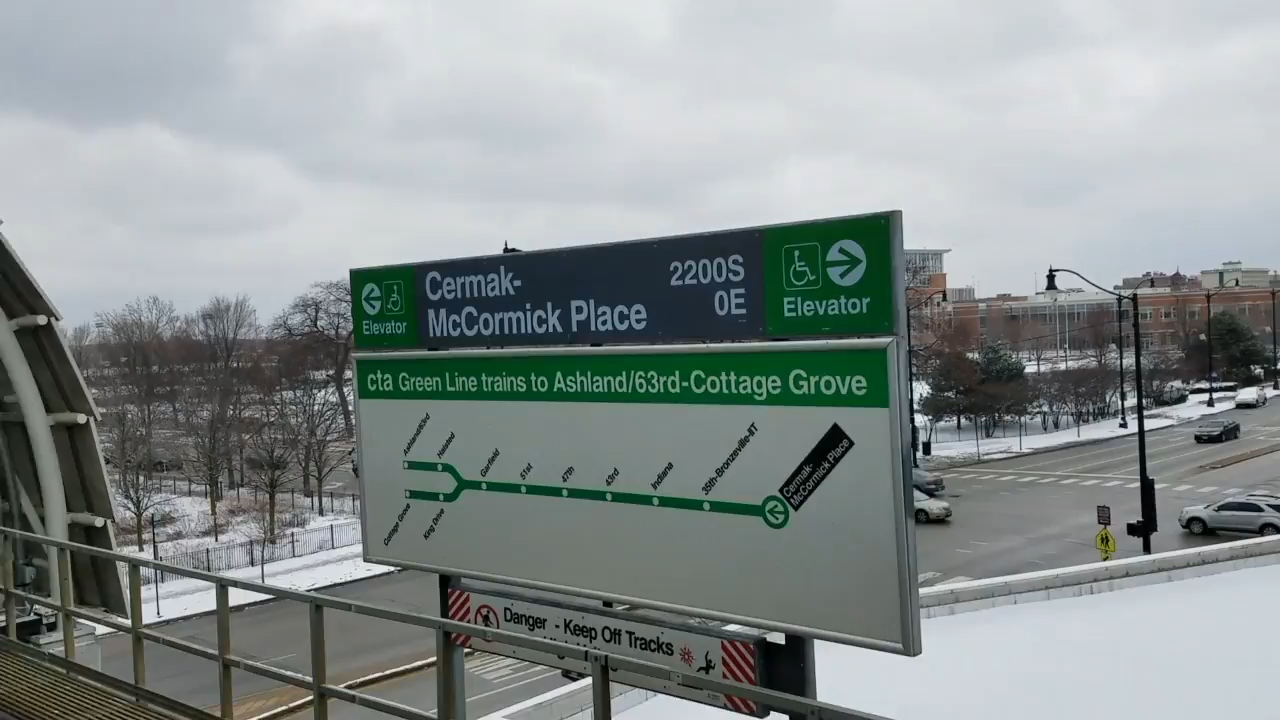 Cermak-
McCormick Place
2200S
0E
Elevator
Elevator
cta Green Line trains to Ashland/63rd-Cottage Grove
Ashland/63rd
Halsted
Garfield
51st
47th
43rd
Indiana
35th-Bronzeville-IIT
Cermak-
McCormick Place
Cottage Grove
King Drive
Danger - Keep Off Tracks